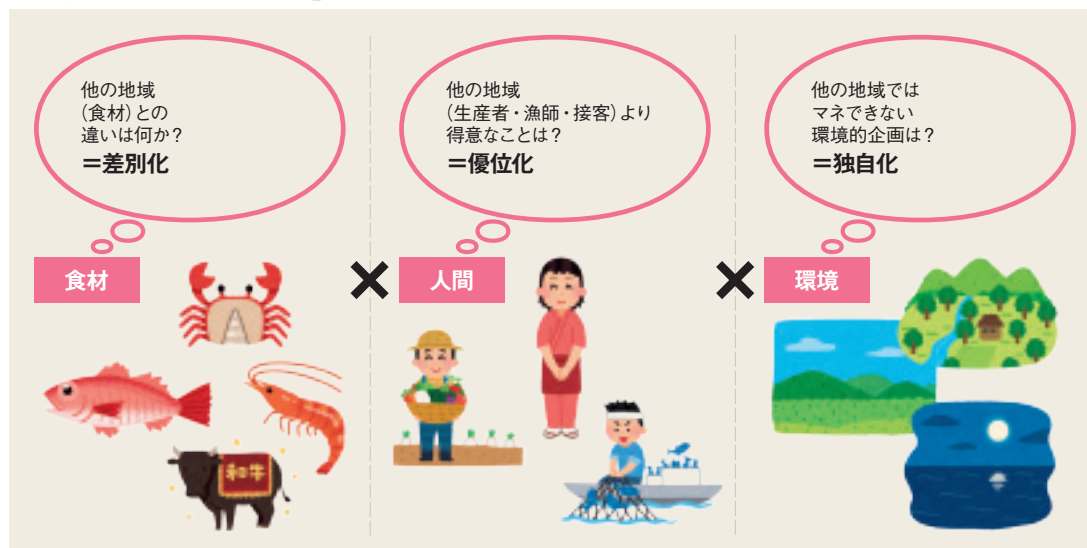 他の地域
（食材）との
違いは何か？
＝差別化
食材
和牛
×
他の地域
（生産者・漁師・接客）より
得意なことは？
＝優位化
人間
×
他の地域では
マネできない
環境的企画は？
＝独自化
環境